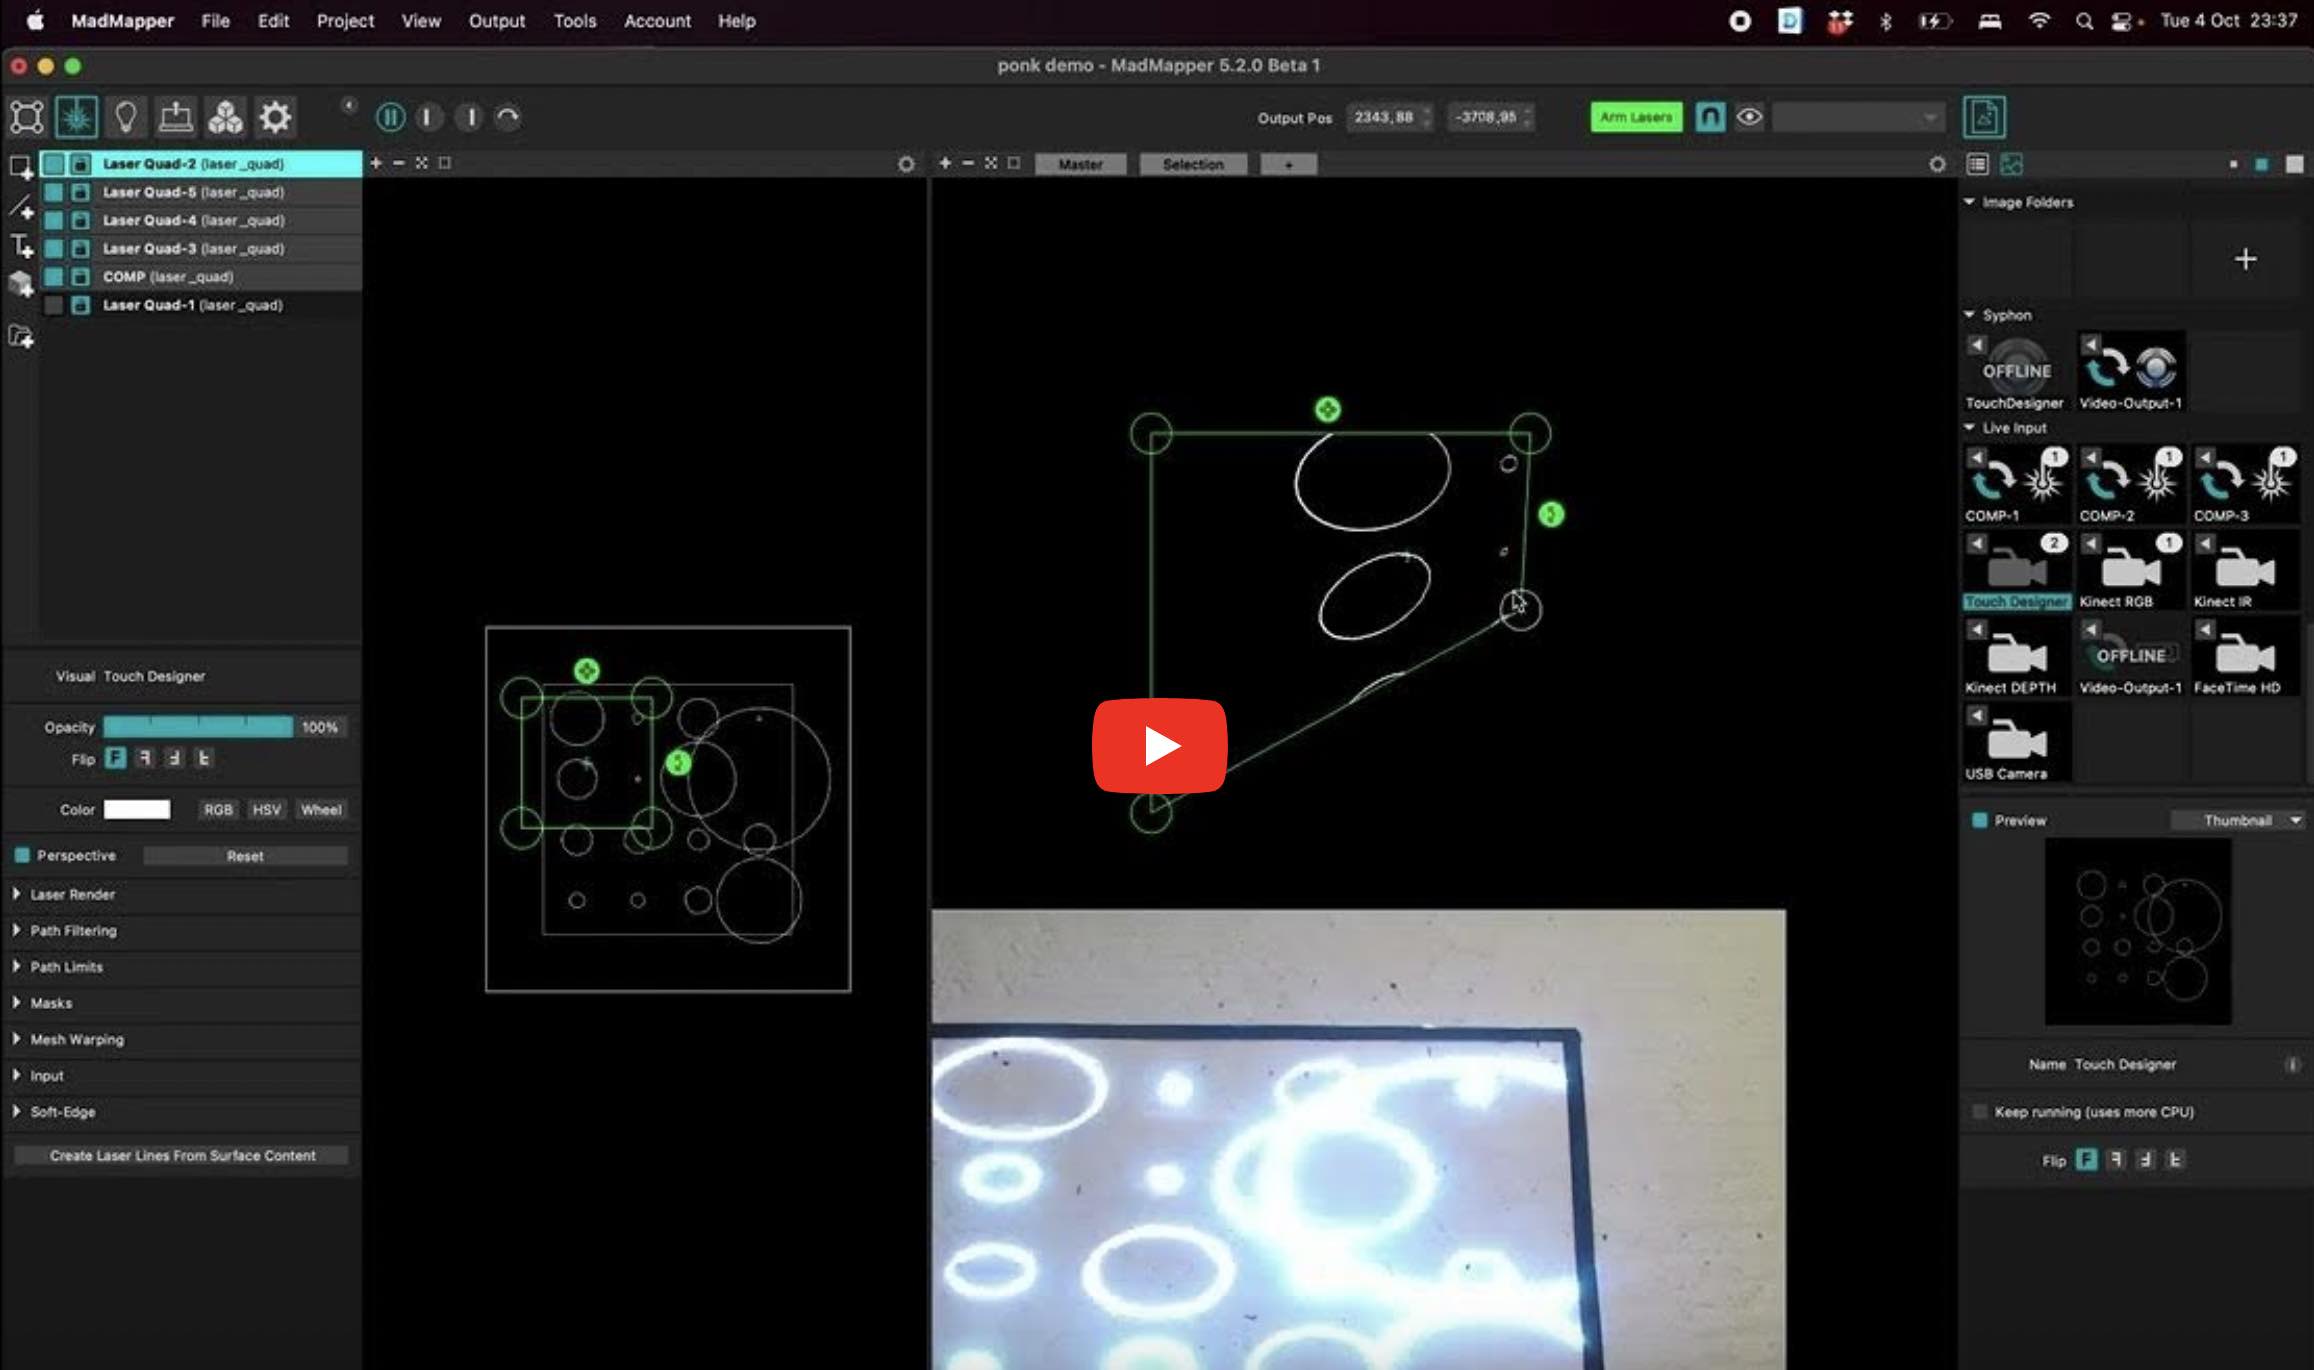 MadMapper File Edit Project View Output Tools Account Help Tue 4 Oct 23:37
ponk demo - MadMapper 5.2.0 Beta 1
Output Pos 2343,88 -3708,95 Arm Lasers
Laser Quad-2 (laser_quad)
Laser Quad-5 (laser_quad)
Laser Quad-4 (laser_quad)
Laser Quad-3 (laser_quad)
COMP (laser_quad)
Laser Quad-1 (laser_quad)
Master Selection +
Visual Touch Designer
Opacity 100%
Flip
Color RGB HSV Wheel
Perspective Reset
Laser Render
Path Filtering
Path Limits
Masks
Mesh Warping
Input
Soft-Edge
Create Laser Lines From Surface Content
Image Folders
Syphon
OFFLINE
TouchDesigner Video-Output-1
Live Input
1 1 1
COMP-1 COMP-2 COMP-3
2 1
Touch Designer Kinect RGB Kinect IR
OFFLINE
Kinect DEPTH Video-Output-1 FaceTime HD
USB Camera
Preview Thumbnail
Name Touch Designer
Keep running (uses more CPU)
Flip